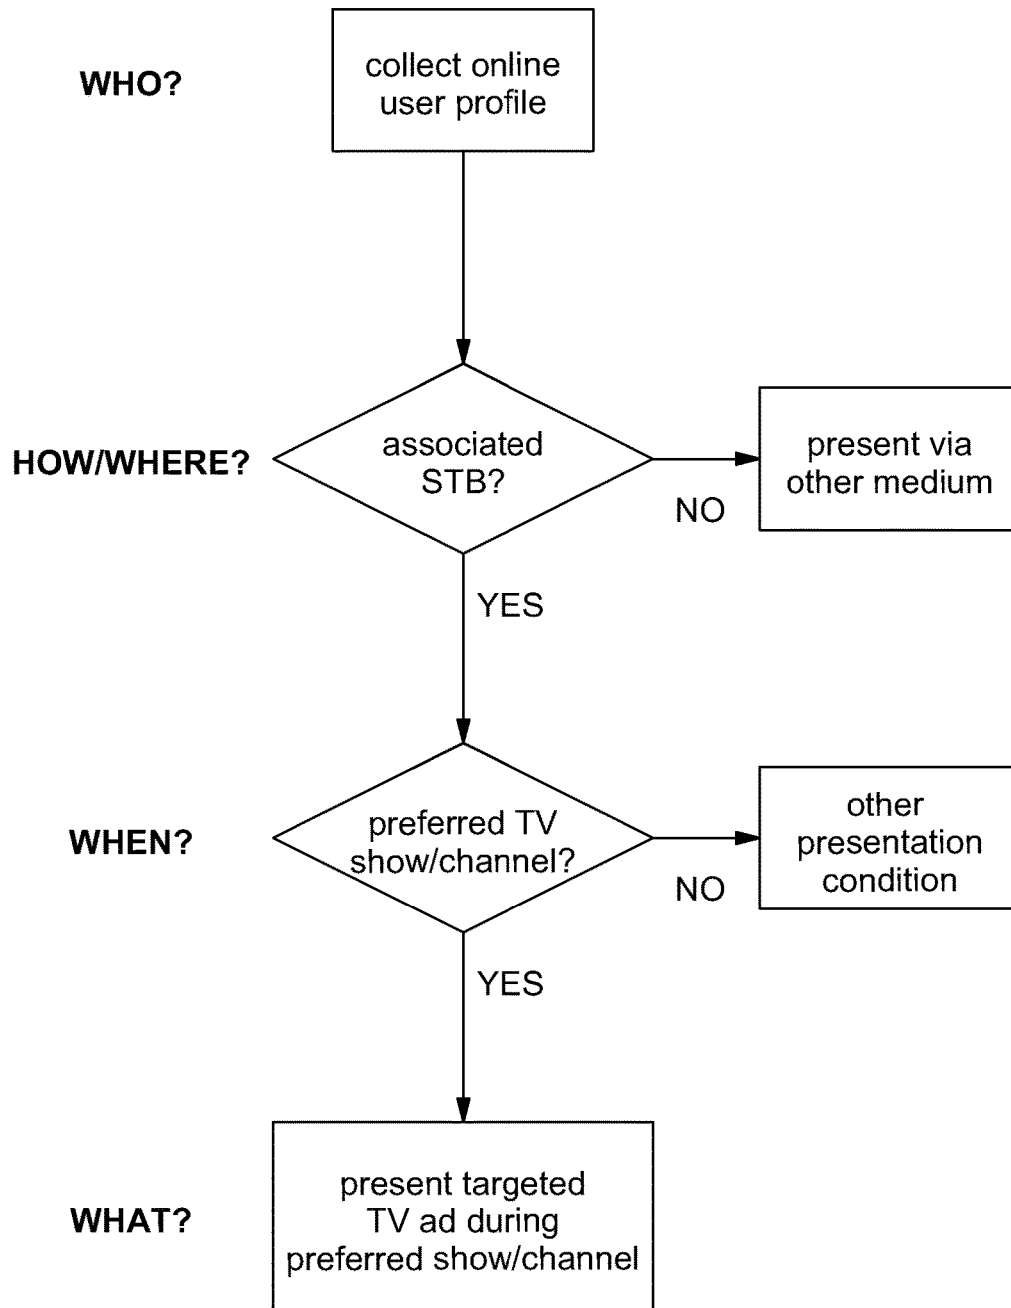 WHO?
collect online
user profile
HOW/WHERE?
associated
STB?
NO
present via
other medium
YES
WHEN?
preferred TV
show/channel?
NO
other
presentation
condition
YES
WHAT?
present targeted
TV ad during
preferred show/channel